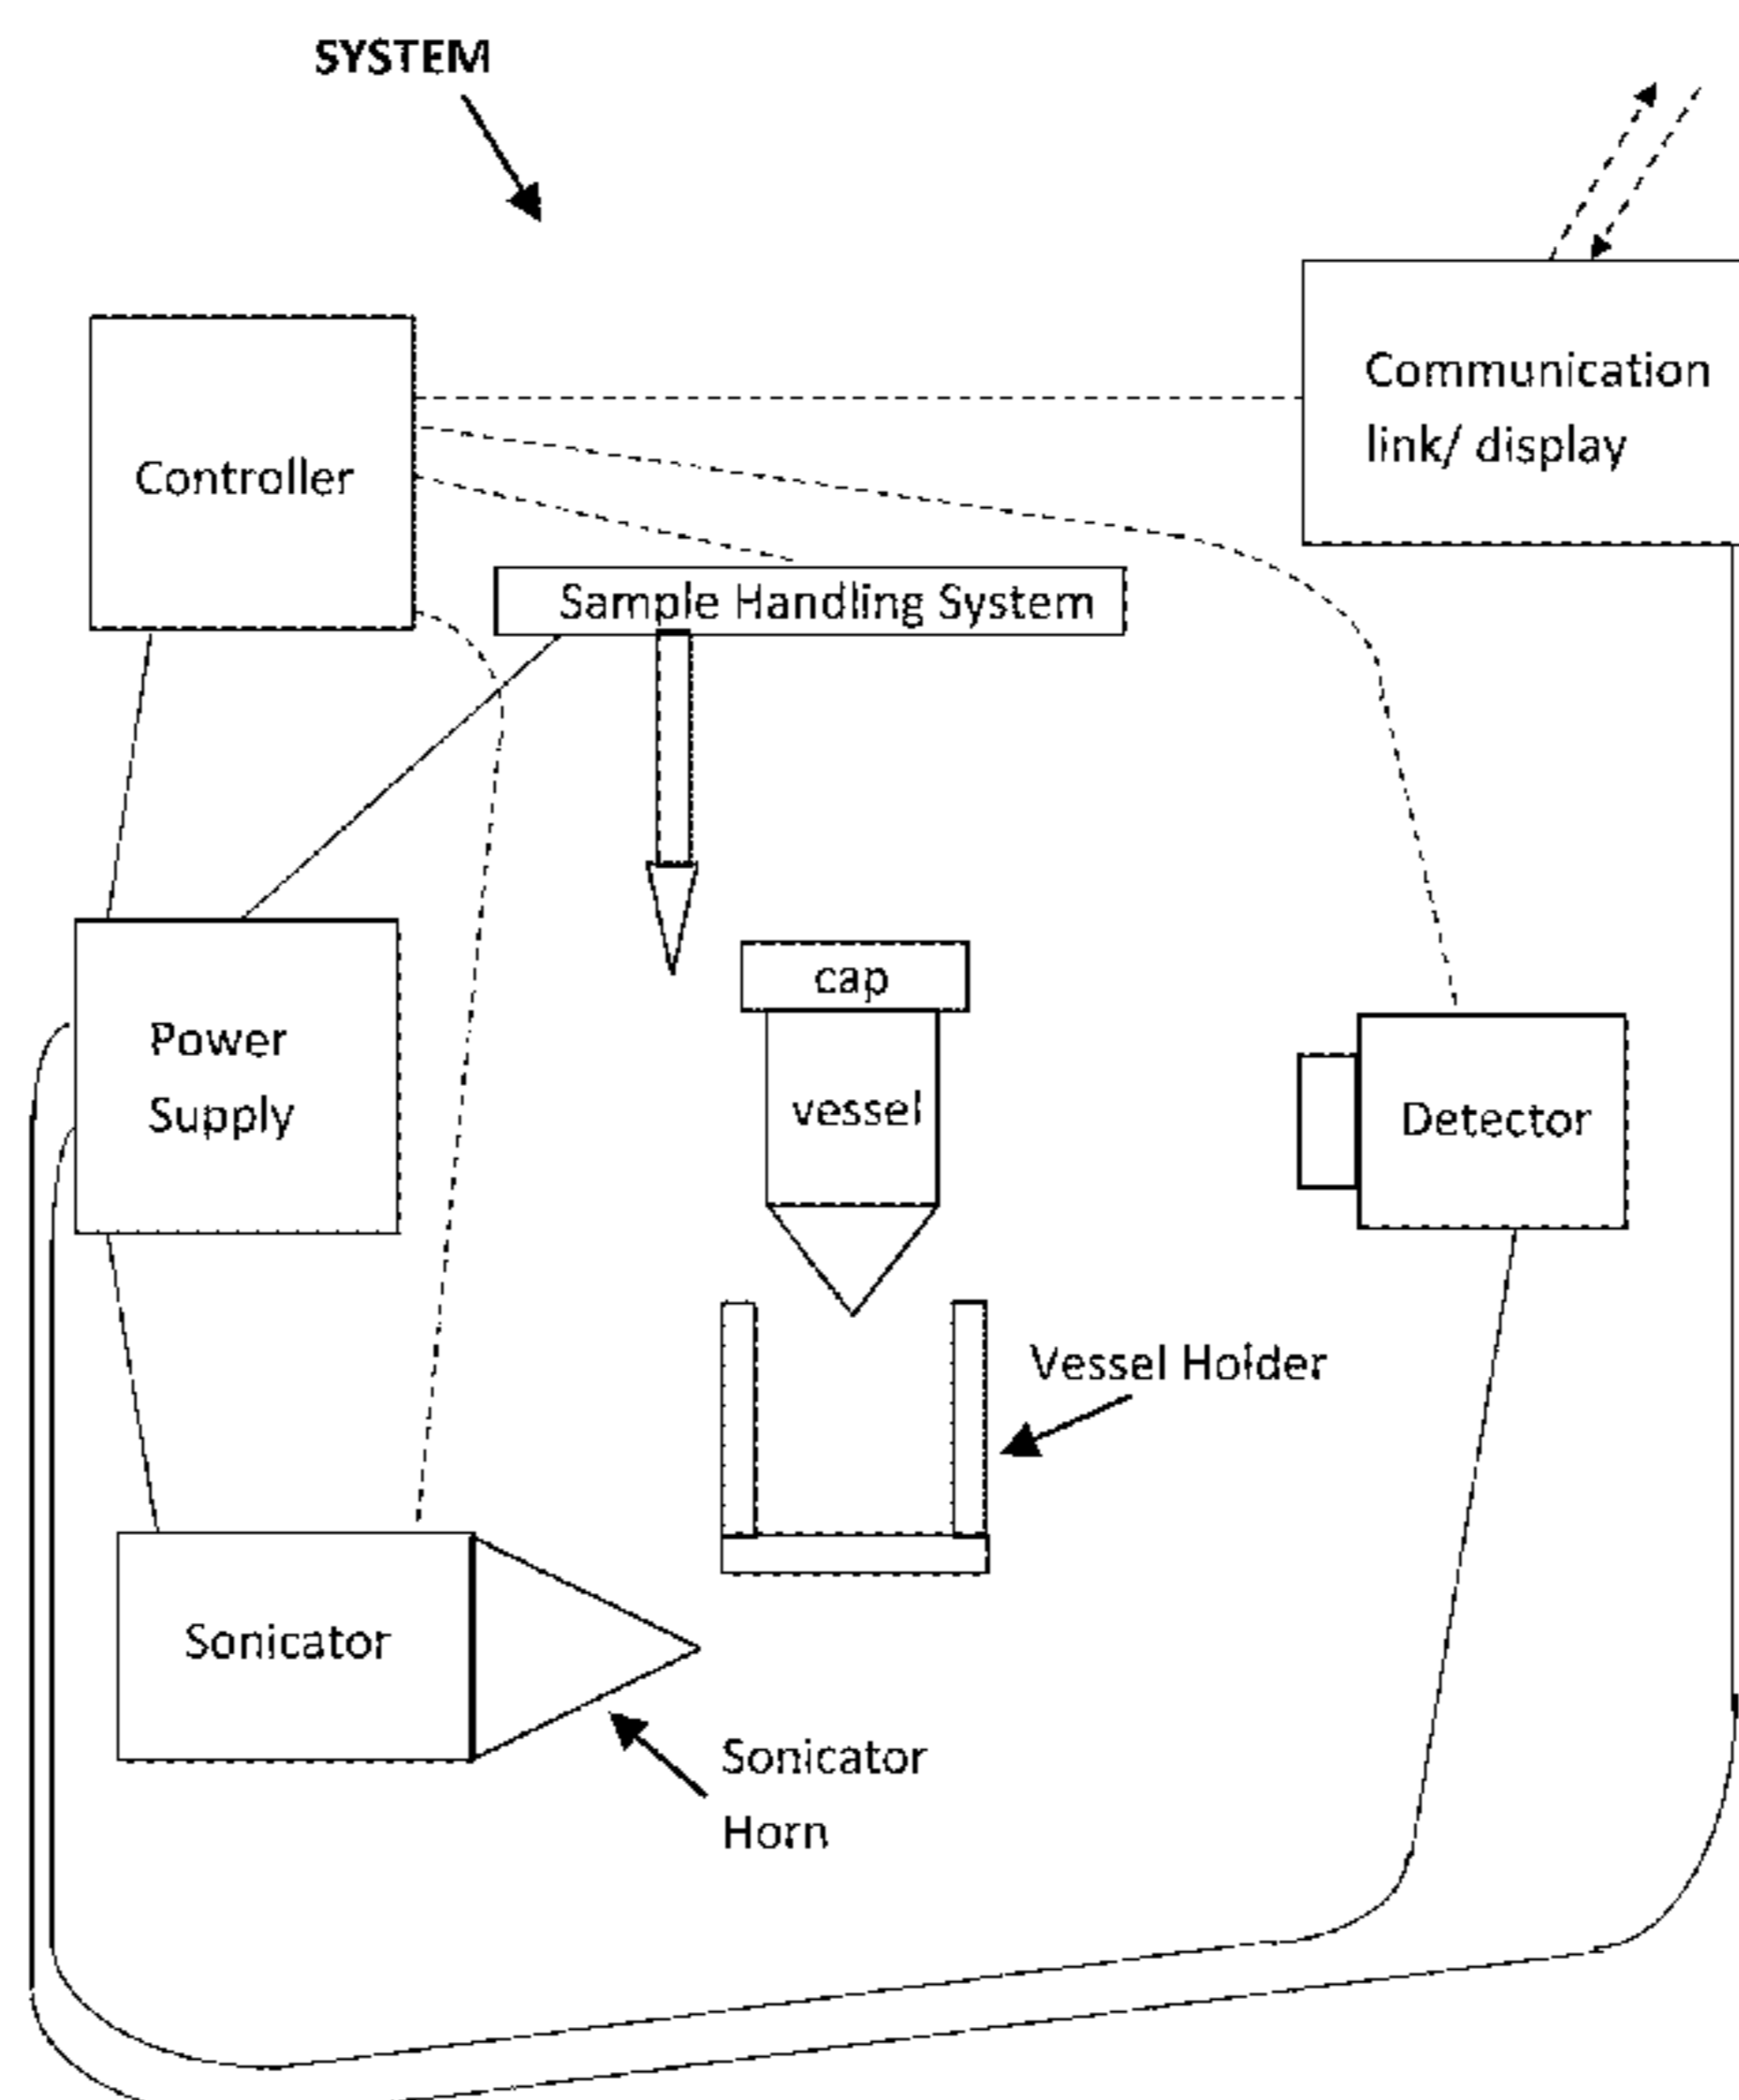 SYSTEM
Communication
link/ display
Controller
Sample Handling System
cap
Power
Supply
vessel
Detector
Vessel Holder
Sonicator
Sonicator
Horn